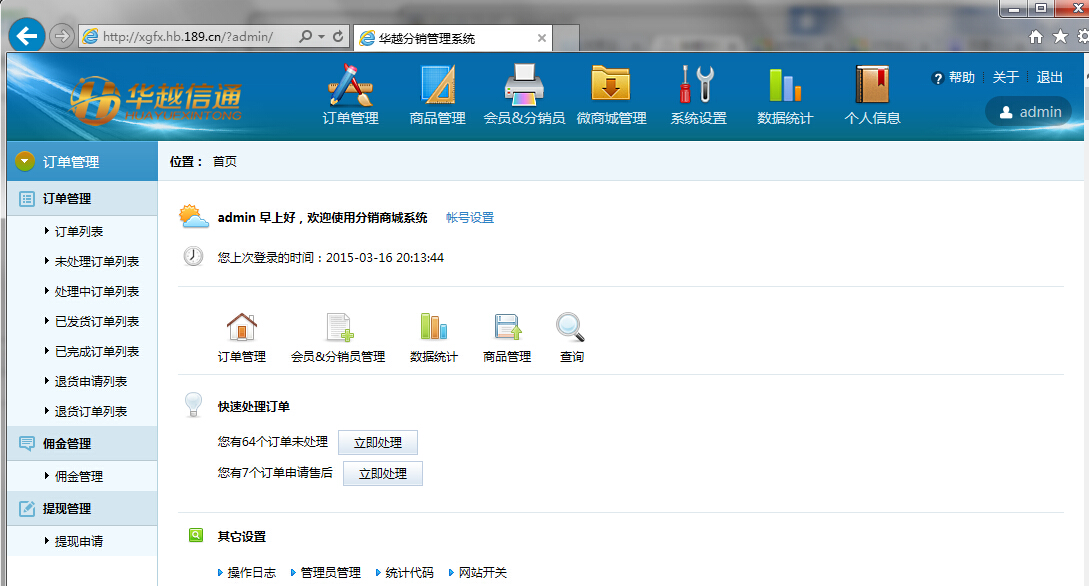 http://xgfx.hb.189.cn/?admin/
华越分销管理系统
华越信通
HUAYUEXINTONG
订单管理
商品管理
会员&分销员
微商城管理
系统设置
数据统计
个人信息
帮助
关于
退出
admin
订单管理
位置： 首页
订单管理
订单列表
未处理订单列表
处理中订单列表
已发货订单列表
已完成订单列表
退货申请列表
退货订单列表
佣金管理
佣金管理
提现管理
提现申请
admin 早上好，欢迎使用分销商城系统 帐号设置
您上次登录的时间：2015-03-16 20:13:44
订单管理
会员&分销员管理
数据统计
商品管理
查询
快速处理订单
您有64个订单未处理 立即处理
您有7个订单申请售后 立即处理
其它设置
操作日志 管理员管理 统计代码 网站开关